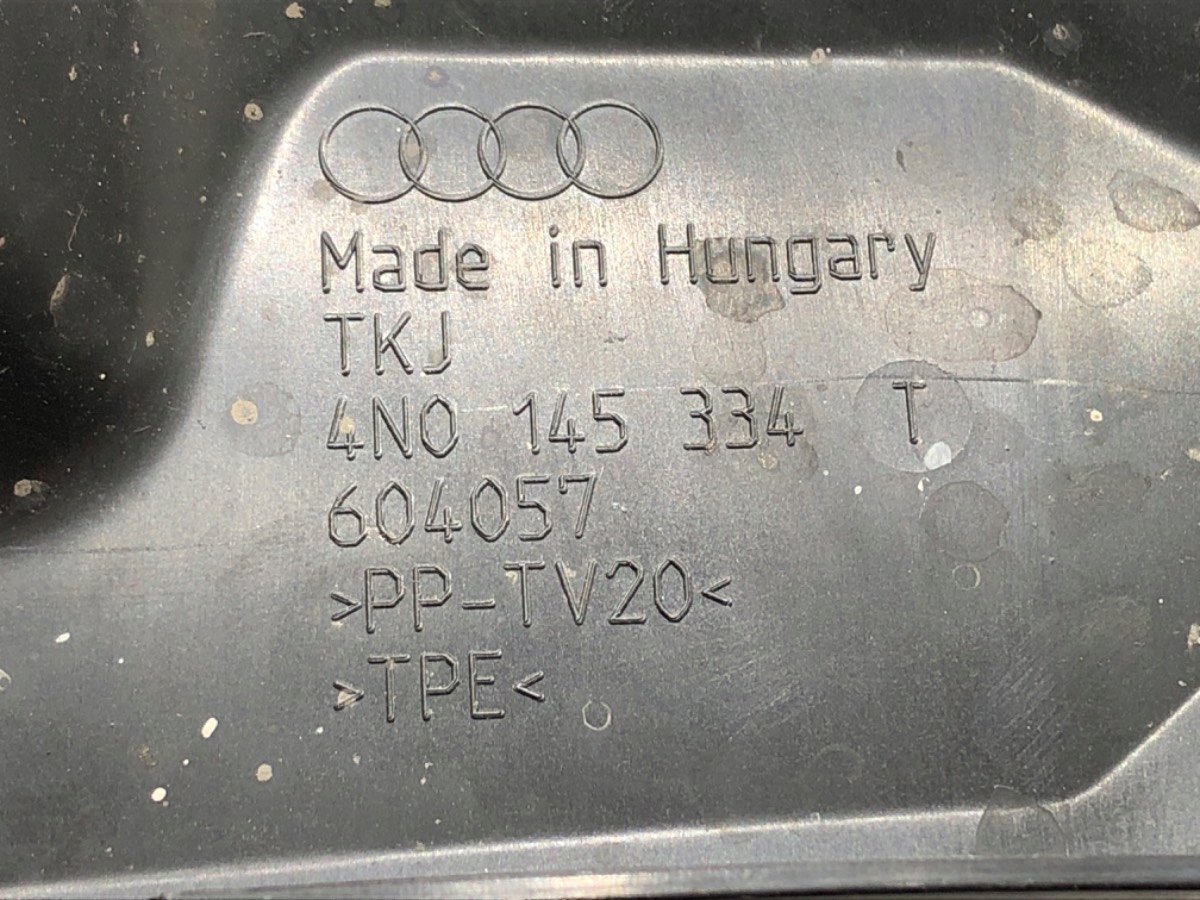 Made in Hungary
TKJ
4N0 145 334 T
604057
>PP-TV20<
>TPE<